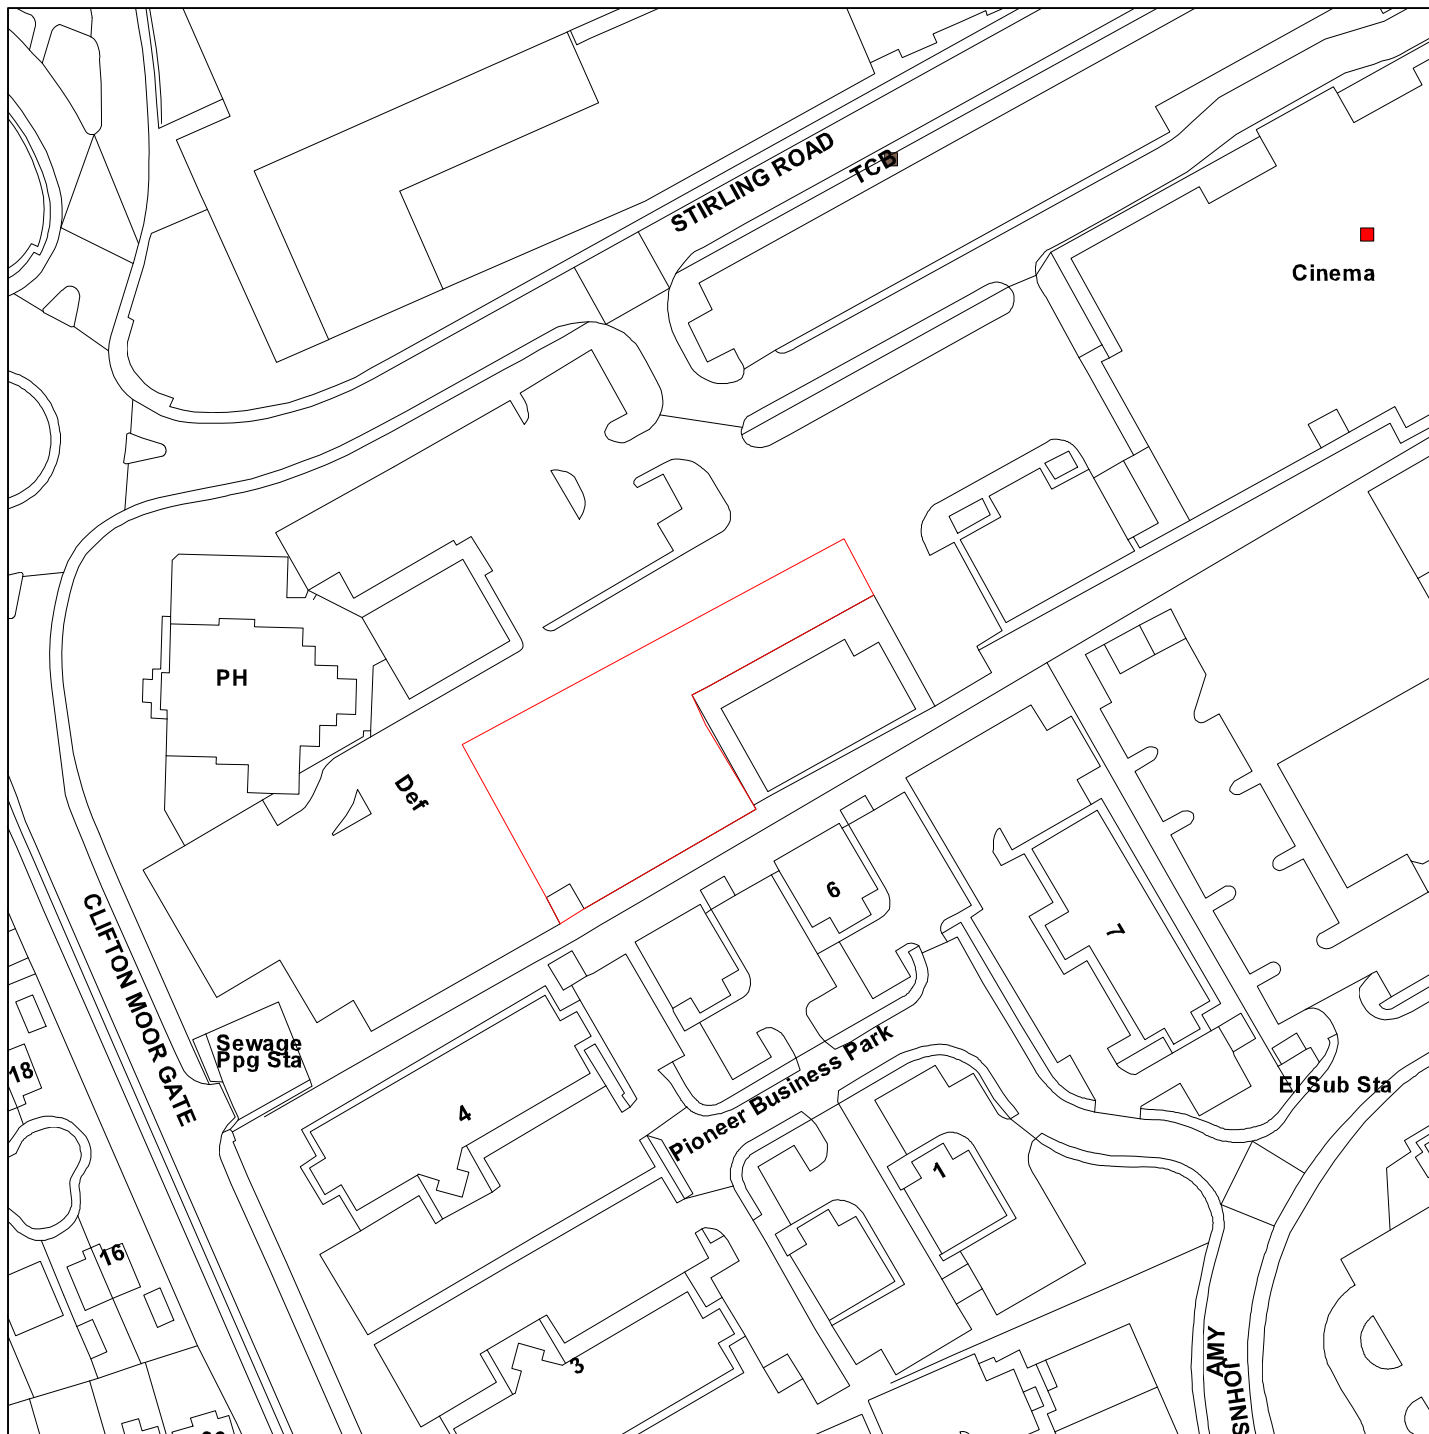 STIRLING ROAD
TCB
Cinema
PH
Def
CLIFTON MOOR GATE
6
7
Sewage
Ppg Sta
Pioneer Business Park
18
El Sub Sta
4
1
16
3
AMY
JOHNS